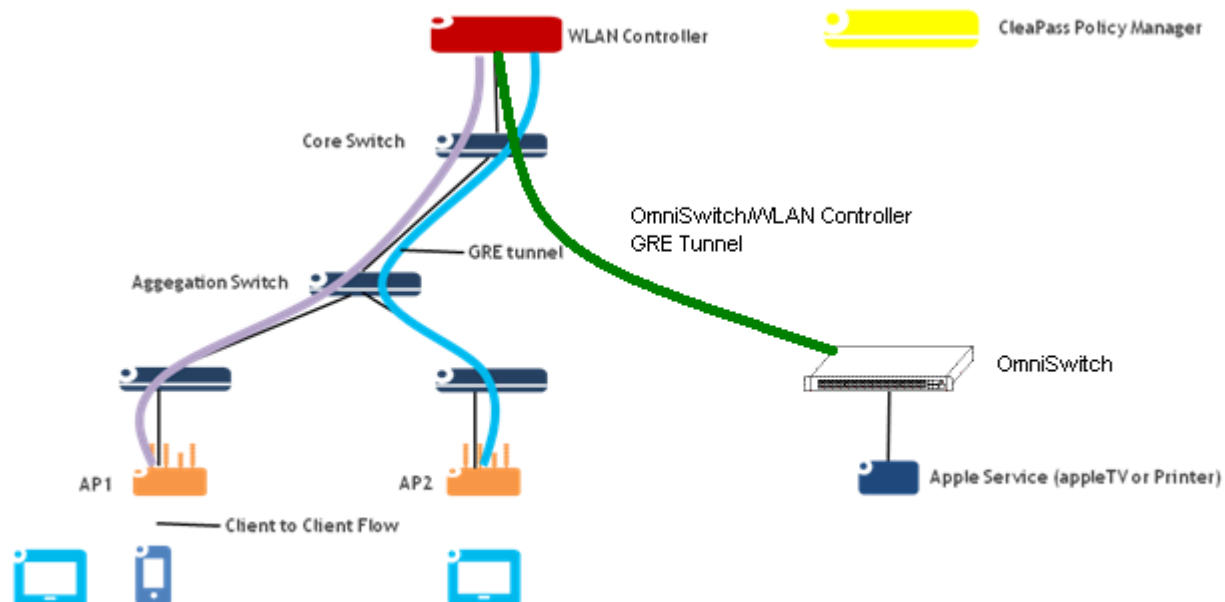 WLAN Controller
CleaPass Policy Manager
Core Switch
OmniSwitch/WLAN Controller
GRE Tunnel
GRE tunnel
Aggegation Switch
OmniSwitch
AP1
AP2
Apple Service (appleTV or Printer)
Client to Client Flow